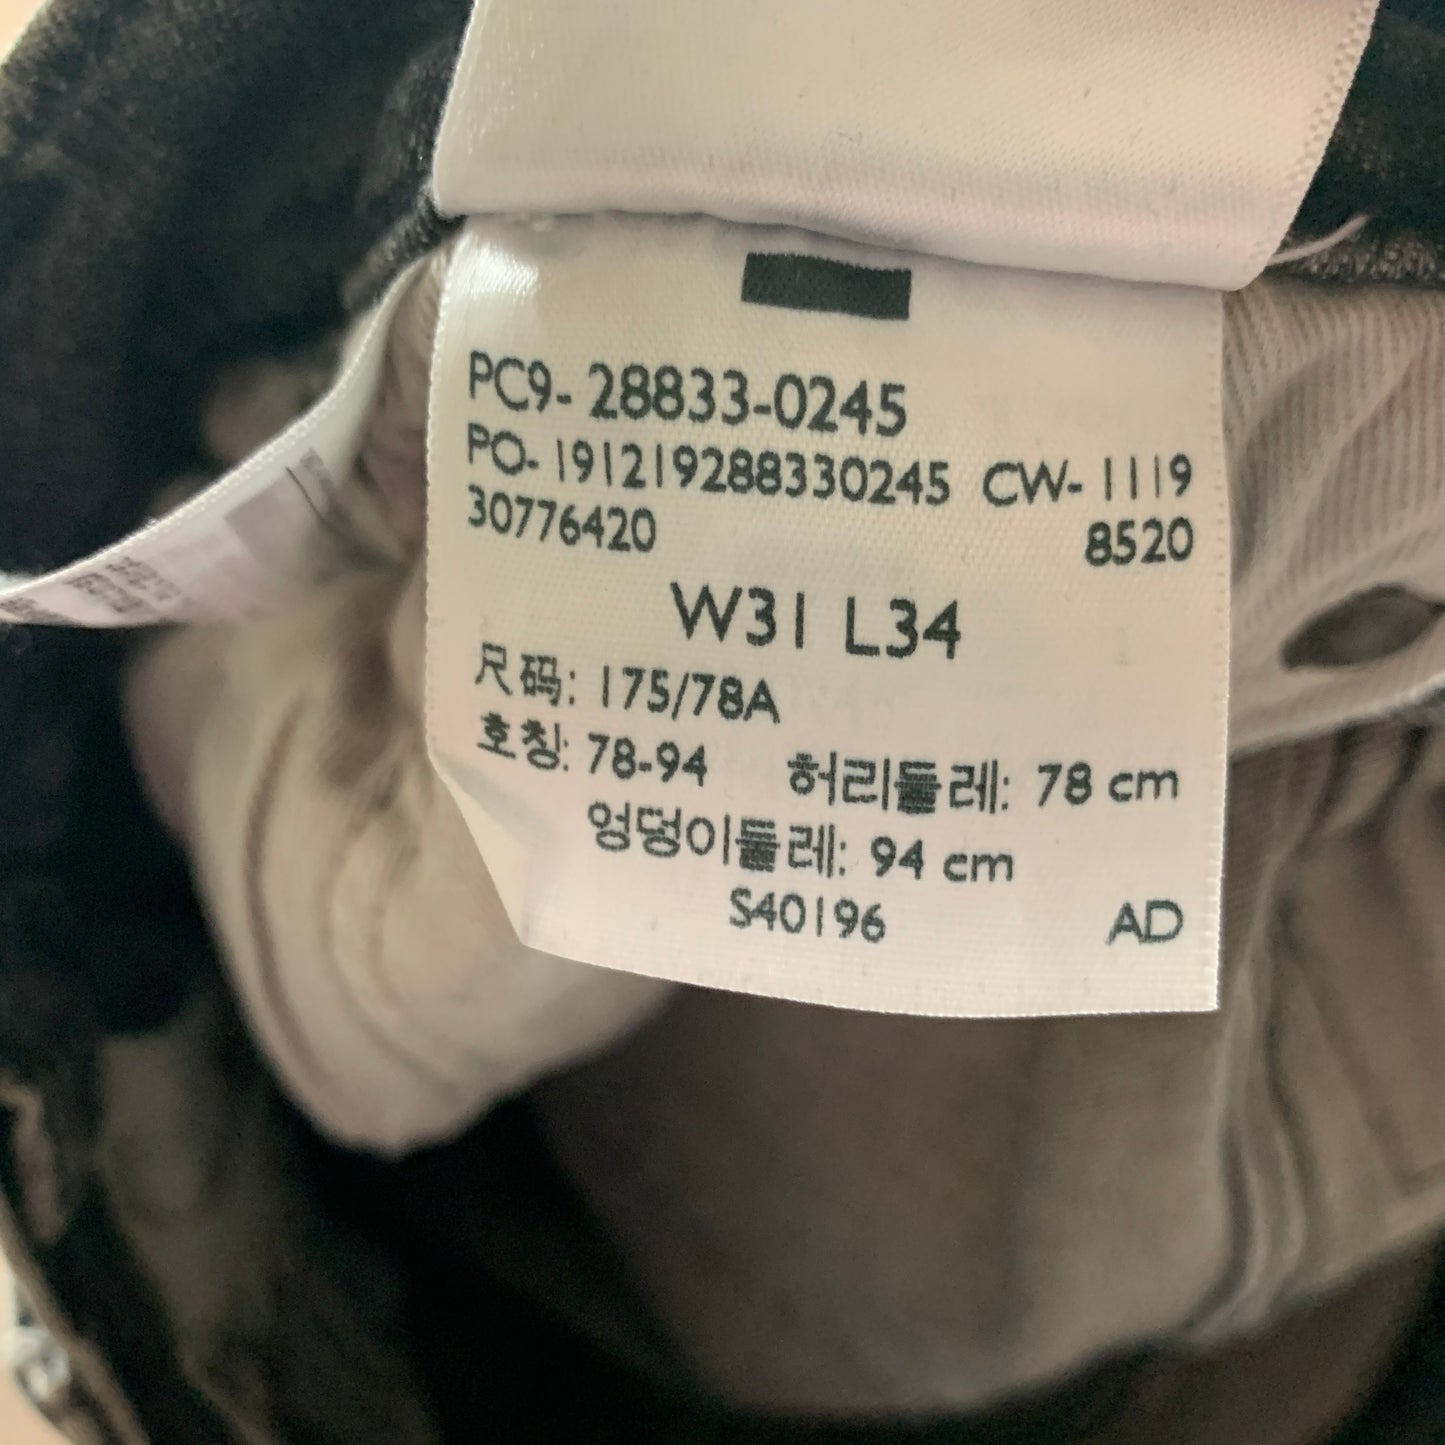 PC9- 28833-0245
PO- 191219288330245 CW- 1119
30776420 8520
W31 L34
尺码: 175/78A
호칭: 78-94 허리둘레: 78 cm
엉덩이둘레: 94 cm
S40196 AD